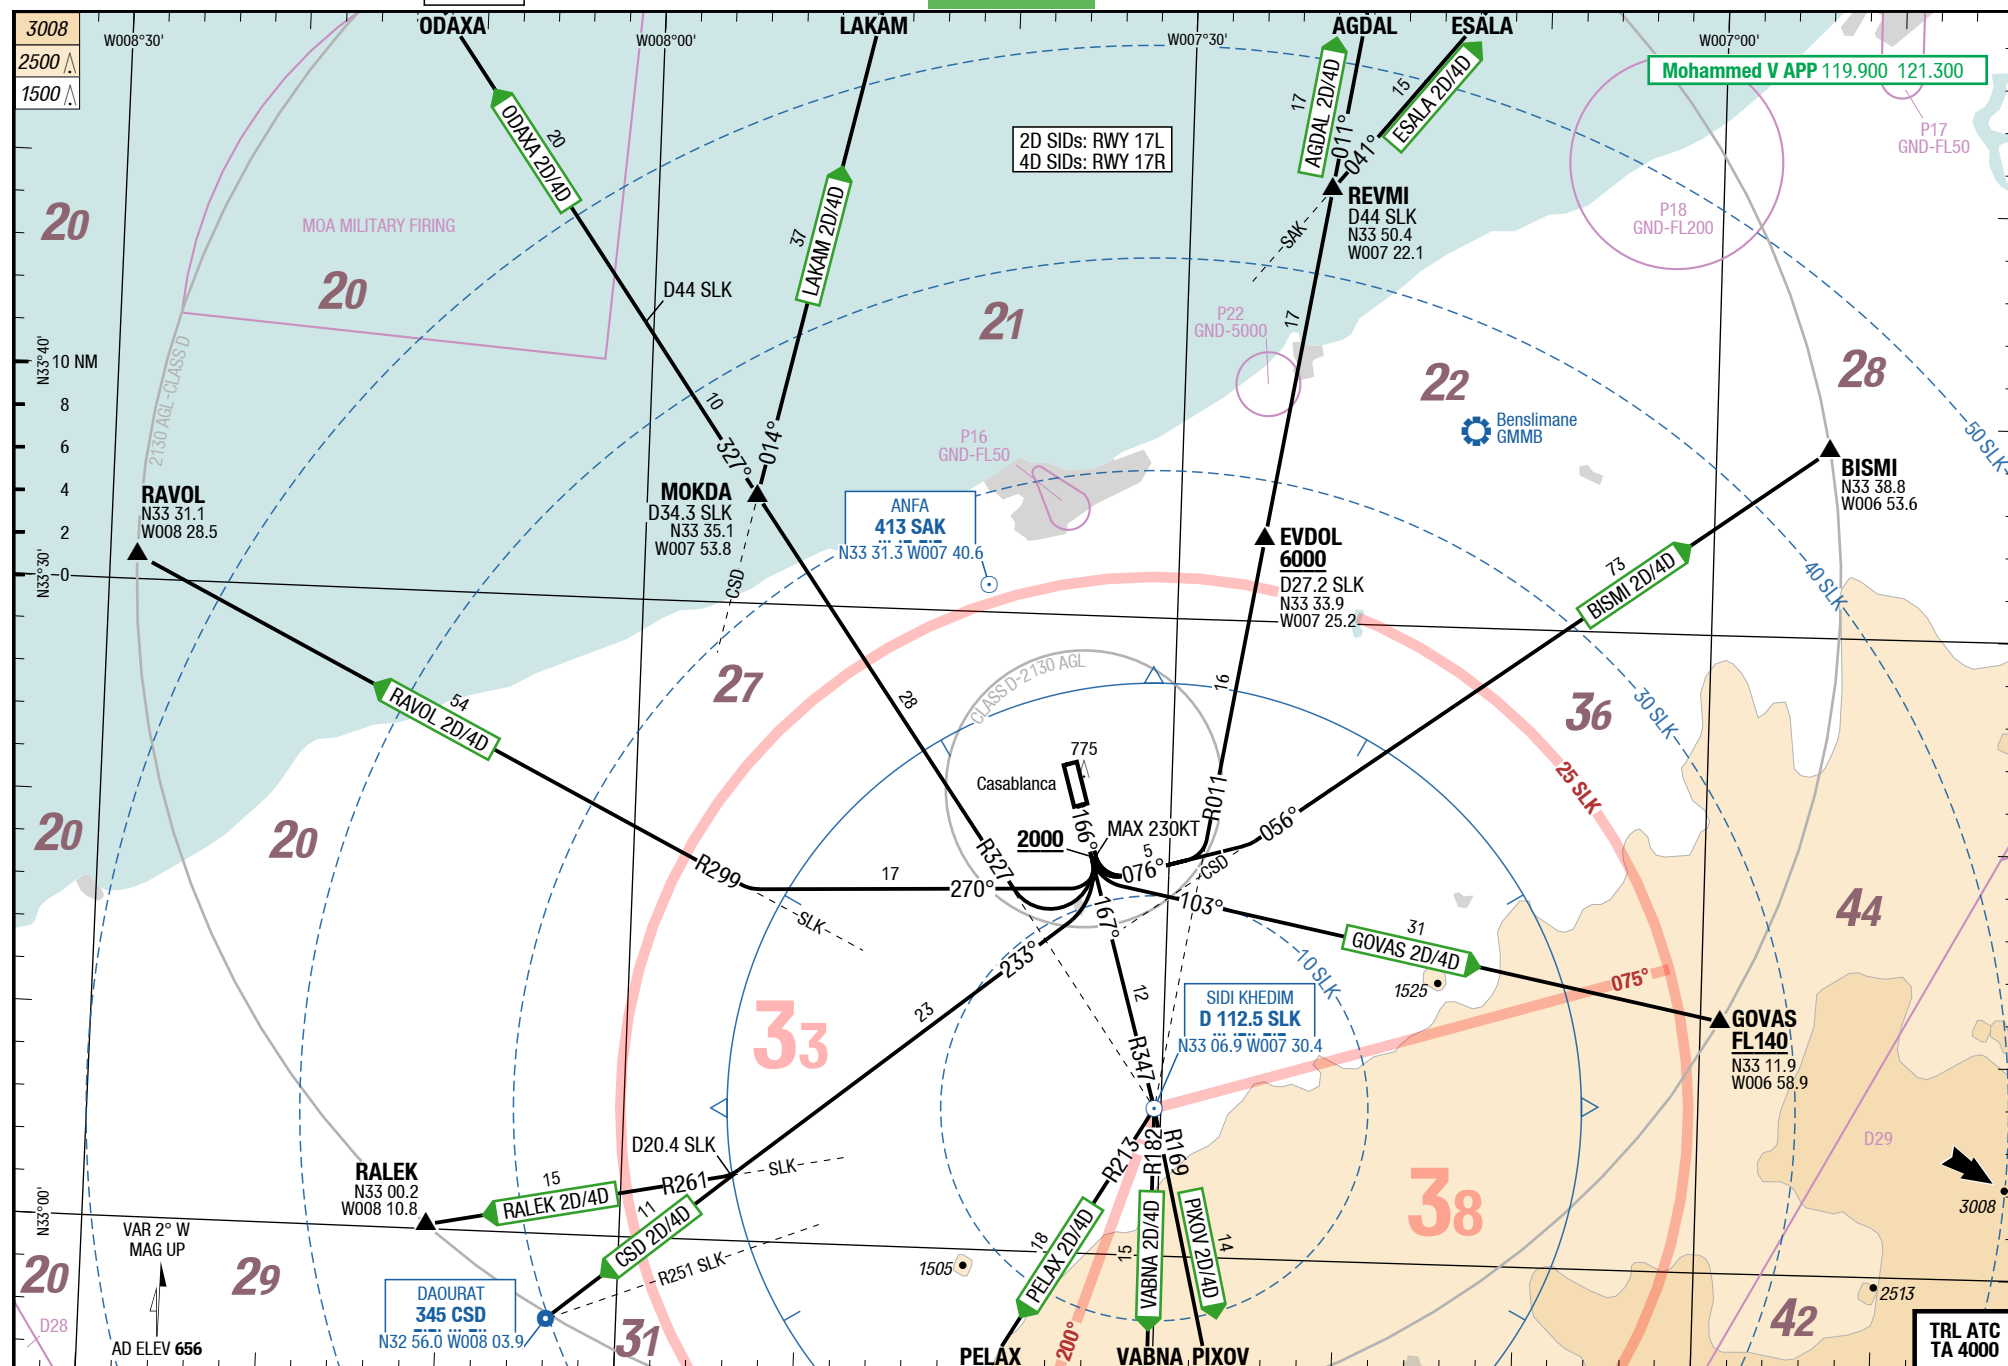 3008
2500
1500
ODAXA
LAKAM
AGDAL
ESALA
W008°30'
W008°00'
W007°30'
W007°00'
Mohammed V APP 119.900 121.300
P17
GND-FL50
P18
GND-FL200
2D SIDs: RWY 17L
4D SIDs: RWY 17R
ODAXA 2D/4D
20
LAKAM 2D/4D
37
AGDAL 2D/4D
17
011°
ESALA 2D/4D
15
041°
REVMI
D44 SLK
N33 50.4
W007 22.1
SAK
17
MOA MILITARY FIRING
20
20
21
22
28
D44 SLK
P22
GND-5000
N33°40'
10 NM
8
6
4
2
0
N33°30'
2130 AGL-CLASS D
10
327°
014°
P16
GND-FL50
Benslimane
GMMB
50 SLK
BISMI
N33 38.8
W006 53.6
RAVOL
N33 31.1
W008 28.5
MOKDA
D34.3 SLK
N33 35.1
W007 53.8
CSD
ANFA
413 SAK
N33 31.3 W007 40.6
EVDOL
6000
D27.2 SLK
N33 33.9
W007 25.2
BISMI 2D/4D
73
40 SLK
27
36
30 SLK
RAVOL 2D/4D
54
28
16
CLASS D-2130 AGL
775
Casablanca
25 SLK
166°
MAX 230KT
2000
R011
056°
5
076°
CSD
20
20
R299
17
270°
R327
SLK
167°
103°
44
31
GOVAS 2D/4D
233°
10 SLK
1525
075°
23
12
SIDI KHEDIM
D 112.5 SLK
N33 06.9 W007 30.4
GOVAS
FL140
N33 11.9
W006 58.9
33
R347
D20.4 SLK
SLK
R213
R182
R169
D29
RALEK
N33 00.2
W008 10.8
15
RALEK 2D/4D
R261
11
CSD 2D/4D
R251 SLK
38
3008
N33°00'
VAR 2° W
MAG UP
20
29
1505
18
PELAX 2D/4D
15
VABNA 2D/4D
PIXOV 2D/4D
14
DAOURAT
345 CSD
N32 56.0 W008 03.9
31
200°
2513
42
D28
AD ELEV 656
PELAX
VABNA
PIXOV
TRL ATC
TA 4000